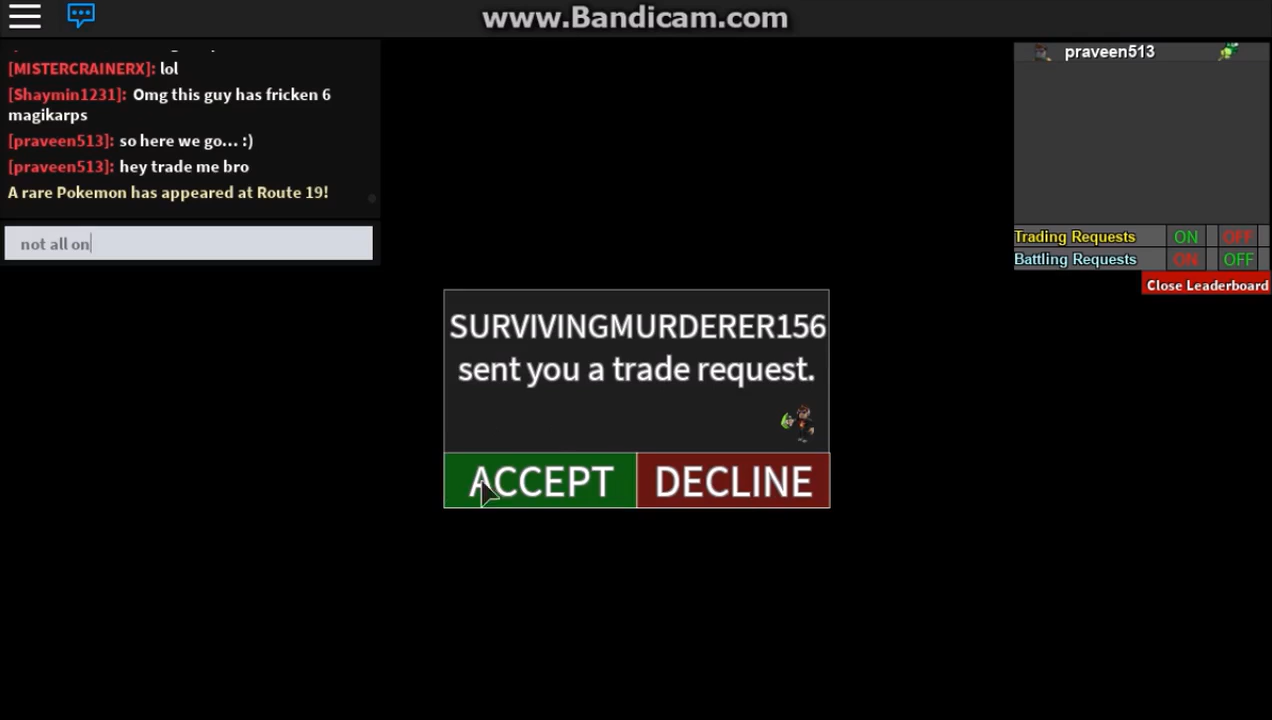 www.Bandicam.com
[MISTERCRAINERX]: lol
[Shaymin1231]: Omg this guy has fricken 6
magikarps
[praveen513]: so here we go... :)
[praveen513]: hey trade me bro
A rare Pokemon has appeared at Route 19!
not all on
praveen513
Trading Requests ON OFF
Battling Requests ON OFF
Close Leaderboard
SURVIVINGMURDERER156
sent you a trade request.
ACCEPT DECLINE